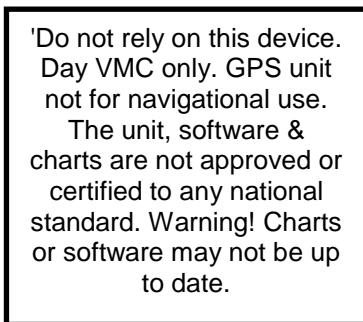 'Do not rely on this device.
Day VMC only. GPS unit
not for navigational use.
The unit, software &
charts are not approved or
certified to any national
standard. Warning! Charts
or software may not be up
to date.